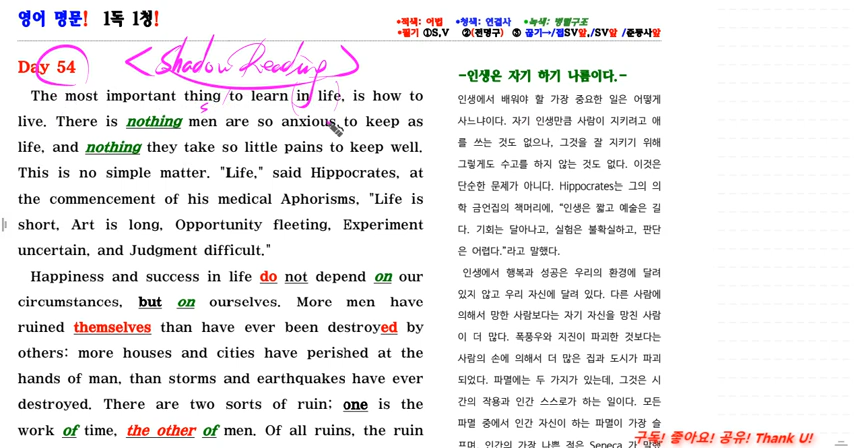 영어 명문! 1독 1청!
•적색: 어법 •청색: 연결사 •녹색: 병렬구조
•필기 ①S,V ②(전명구) ③ 끊기→/접SV앞,/SV앞 /준동사앞
Day 54
<Shadow Reading>
-인생은 자기 하기 나름이다.-
The most important thing to learn in life, is how to
s
live. There is nothing men are so anxious to keep as
life, and nothing they take so little pains to keep well.
This is no simple matter. "Life," said Hippocrates, at
the commencement of his medical Aphorisms, "Life is
short, Art is long, Opportunity fleeting, Experiment
uncertain, and Judgment difficult."
Happiness and success in life do not depend on our
circumstances, but on ourselves. More men have
ruined themselves than have ever been destroyed by
others: more houses and cities have perished at the
hands of man, than storms and earthquakes have ever
destroyed. There are two sorts of ruin; one is the
work of time, the other of men. Of all ruins, the ruin
인생에서 배워야 할 가장 중요한 일은 어떻게
사느냐이다. 자기 인생만큼 사람이 지키려고 애
를 쓰는 것도 없으나, 그것을 잘 지키기 위해
그렇게도 수고를 하지 않는 것도 없다. 이것은
단순한 문제가 아니다. Hippocrates는 그의 의
학 금언집의 책머리에, "인생은 짧고 예술은 길
다. 기회는 달아나고, 실험은 불확실하고, 판단
은 어렵다."라고 말했다.
인생에서 행복과 성공은 우리의 환경에 달려
있지 않고 우리 자신에 달려 있다. 다른 사람에
의해서 망한 사람보다는 자기 자신을 망친 사람
이 더 많다. 폭풍우와 지진이 파괴한 것보다는
사람의 손에 의해서 더 많은 집과 도시가 파괴
되었다. 파멸에는 두 가지가 있는데, 그것은 시
간의 작용과 인간 스스로가 하는 일이다. 모든
파멸 중에서 인간 자신이 하는 파멸이 가장 슬
프며, 인간의 가장 나쁜 적은 Seneca 가 말했
구독! 좋아요! 공유! Thank U!